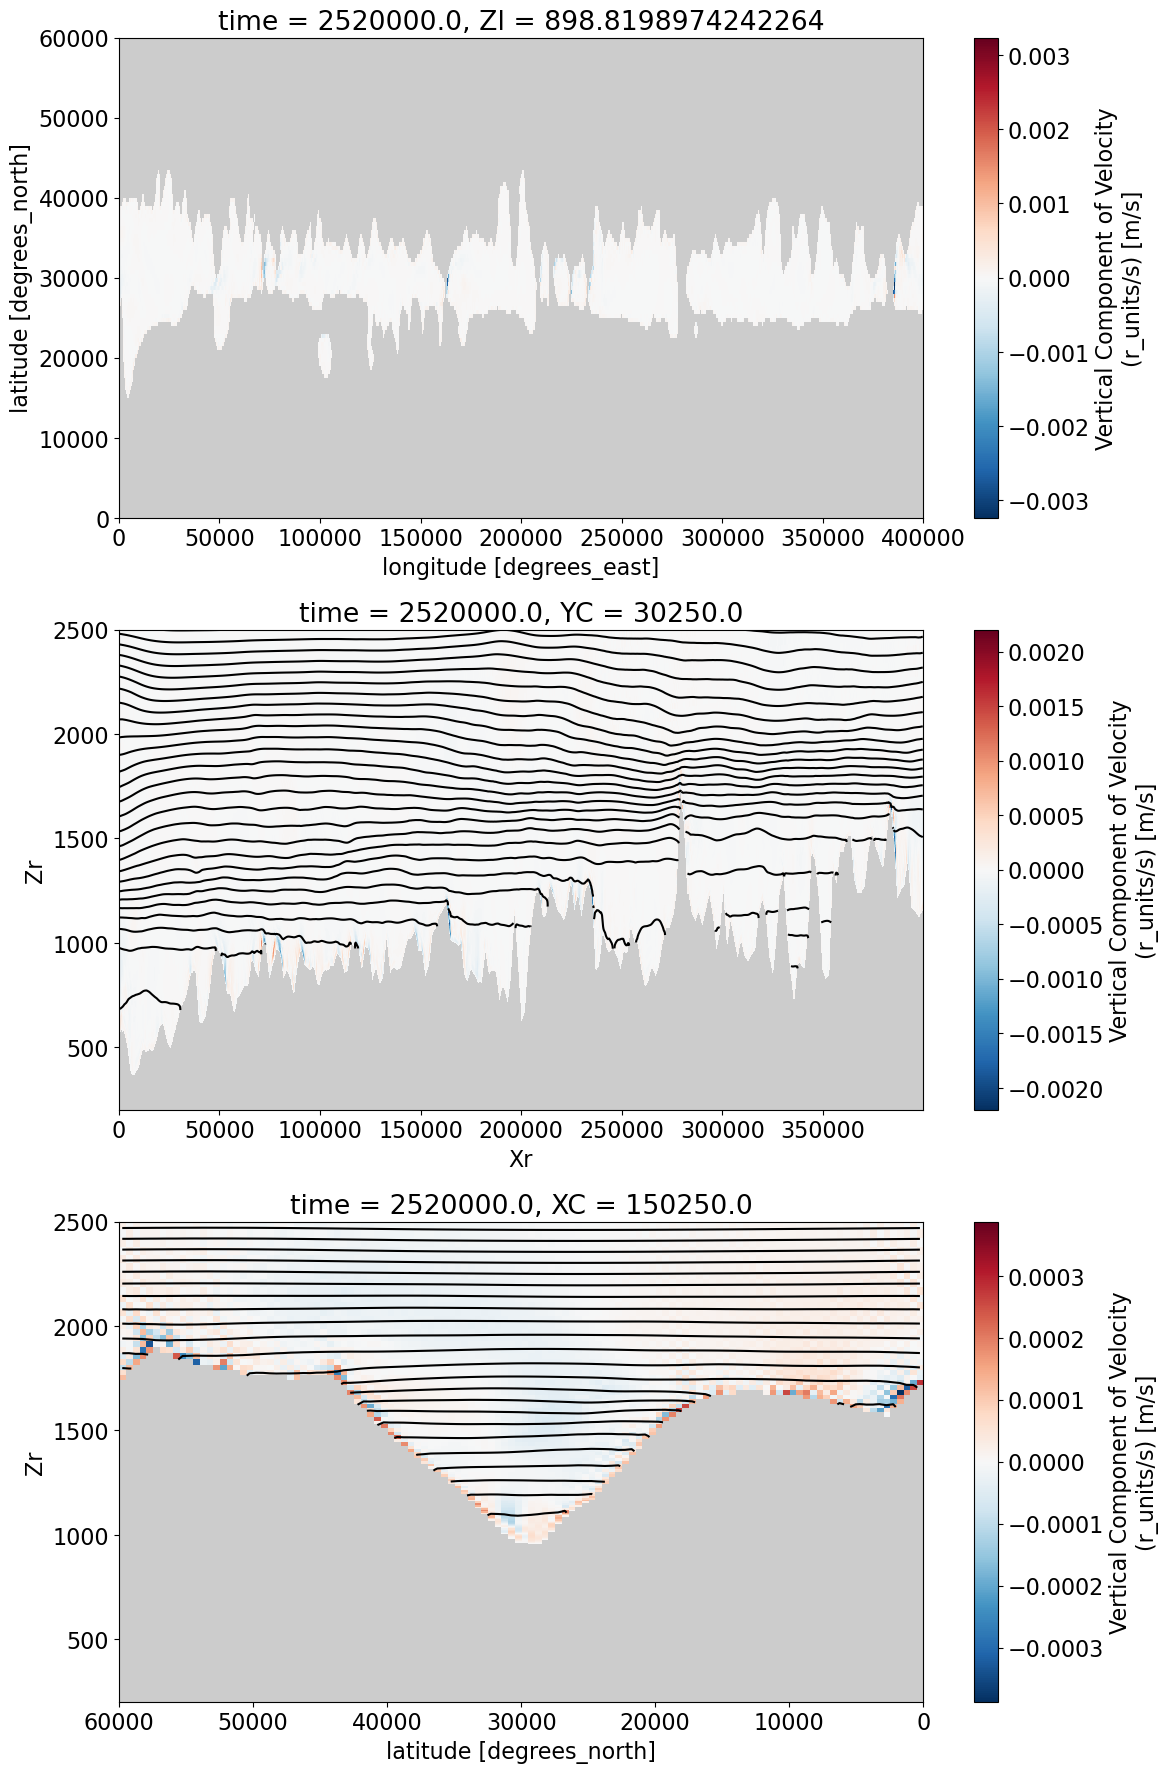 time = 2520000.0, ZI = 898.8198974242264
60000
50000
40000
30000
20000
10000
0
latitude [degrees_north]
0 50000 100000 150000 200000 250000 300000 350000 400000
longitude [degrees_east]
0.003
0.002
0.001
0.000
−0.001
−0.002
−0.003
Vertical Component of Velocity
(r_units/s) [m/s]
time = 2520000.0, YC = 30250.0
2500
2000
1500
1000
500
Zr
0 50000 100000 150000 200000 250000 300000 350000
Xr
0.0020
0.0015
0.0010
0.0005
0.0000
−0.0005
−0.0010
−0.0015
−0.0020
Vertical Component of Velocity
(r_units/s) [m/s]
time = 2520000.0, XC = 150250.0
2500
2000
1500
1000
500
Zr
60000 50000 40000 30000 20000 10000 0
latitude [degrees_north]
0.0003
0.0002
0.0001
0.0000
−0.0001
−0.0002
−0.0003
Vertical Component of Velocity
(r_units/s) [m/s]